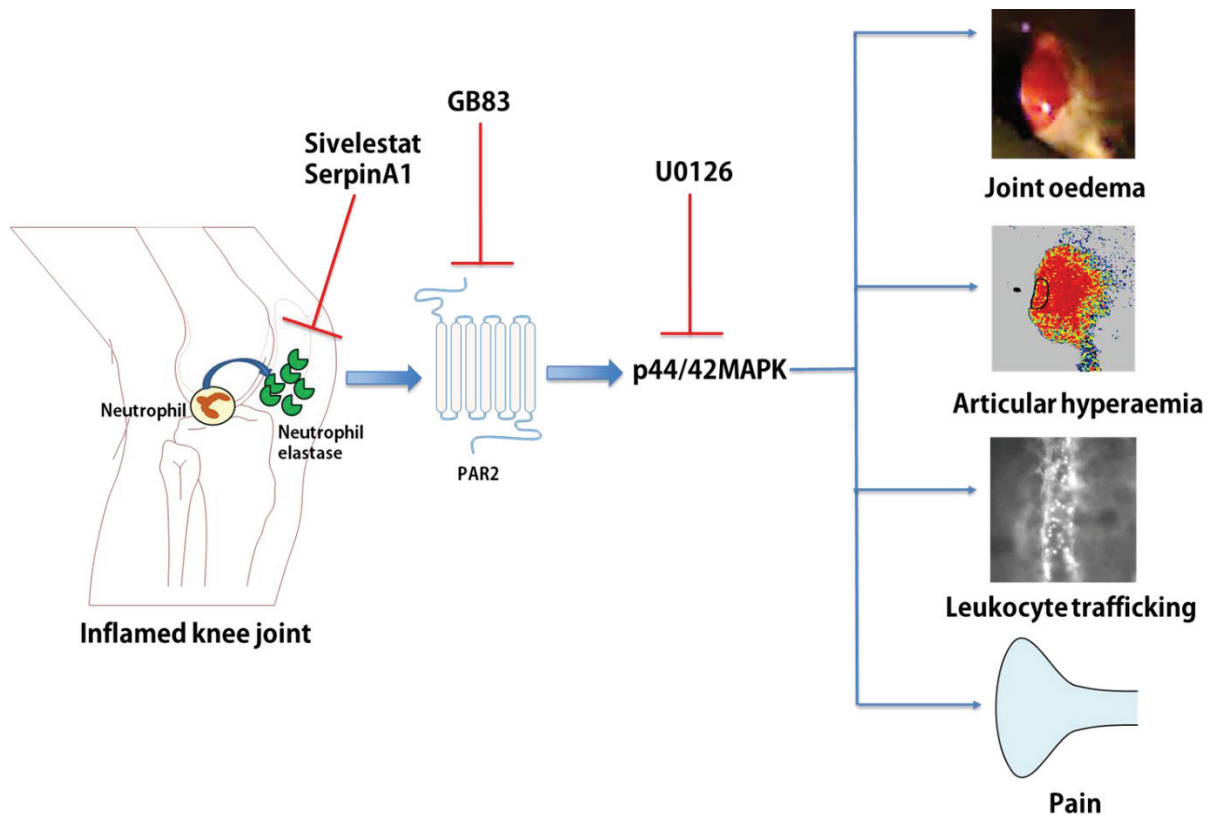 GB83
Sivelestat
SerpinA1
U0126
Joint oedema
p44/42MAPK
Neutrophil
Neutrophil
elastase
PAR2
Articular hyperaemia
Inflamed knee joint
Leukocyte trafficking
Pain